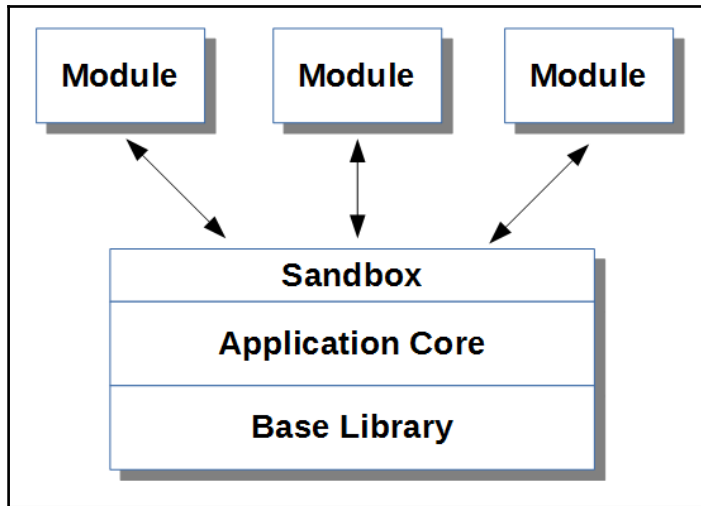 Module
Module
Module
Sandbox
Application Core
Base Library